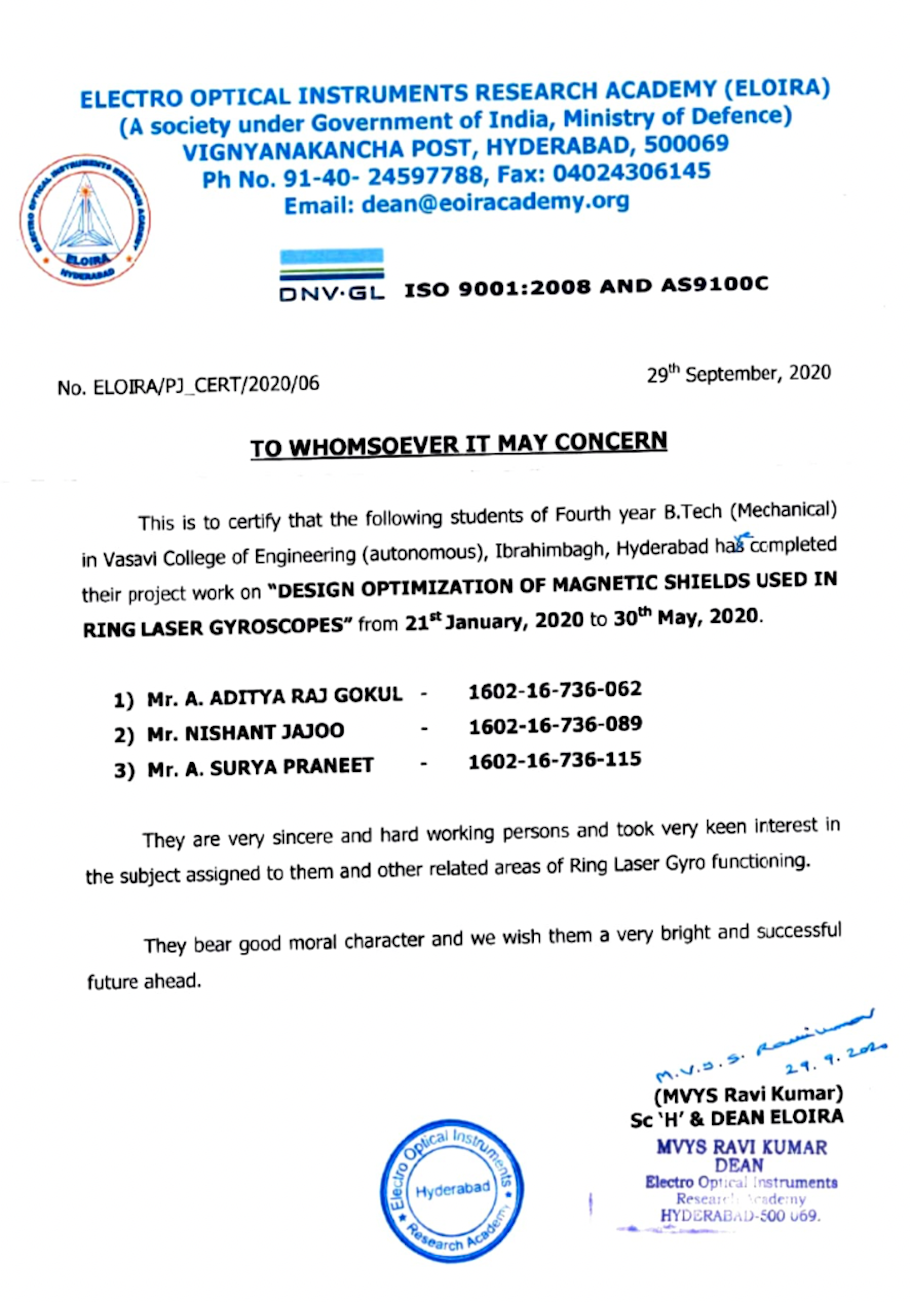 ELECTRO OPTICAL INSTRUMENTS RESEARCH ACADEMY (ELOIRA)
(A society under Government of India, Ministry of Defence)
VIGNYANAKANCHA POST, HYDERABAD, 500069
Ph No. 91-40- 24597788, Fax: 04024306145
Email: dean@eoiracademy.org
ELECTRO OPTICAL INSTRUMENTS RESEARCH ACADEMY
ELOIRA
HYDERABAD
DNV·GL ISO 9001:2008 AND AS9100C
No. ELOIRA/PJ_CERT/2020/06 29th September, 2020
TO WHOMSOEVER IT MAY CONCERN
This is to certify that the following students of Fourth year B.Tech (Mechanical)
in Vasavi College of Engineering (autonomous), Ibrahimbagh, Hyderabad has completed
their project work on "DESIGN OPTIMIZATION OF MAGNETIC SHIELDS USED IN
RING LASER GYROSCOPES" from 21st January, 2020 to 30th May, 2020.
1) Mr. A. ADITYA RAJ GOKUL - 1602-16-736-062
2) Mr. NISHANT JAJOO - 1602-16-736-089
3) Mr. A. SURYA PRANEET - 1602-16-736-115
They are very sincere and hard working persons and took very keen interest in
the subject assigned to them and other related areas of Ring Laser Gyro functioning.
They bear good moral character and we wish them a very bright and successful
future ahead.
M.V.Y.S. Ravikumar
29.9.2020
(MVYS Ravi Kumar)
Sc 'H' & DEAN ELOIRA
MVYS RAVI KUMAR
DEAN
Electro Optical Instruments
Research Academy
HYDERABAD-500 069.
Electro Optical Instruments
Hyderabad
Research Academy